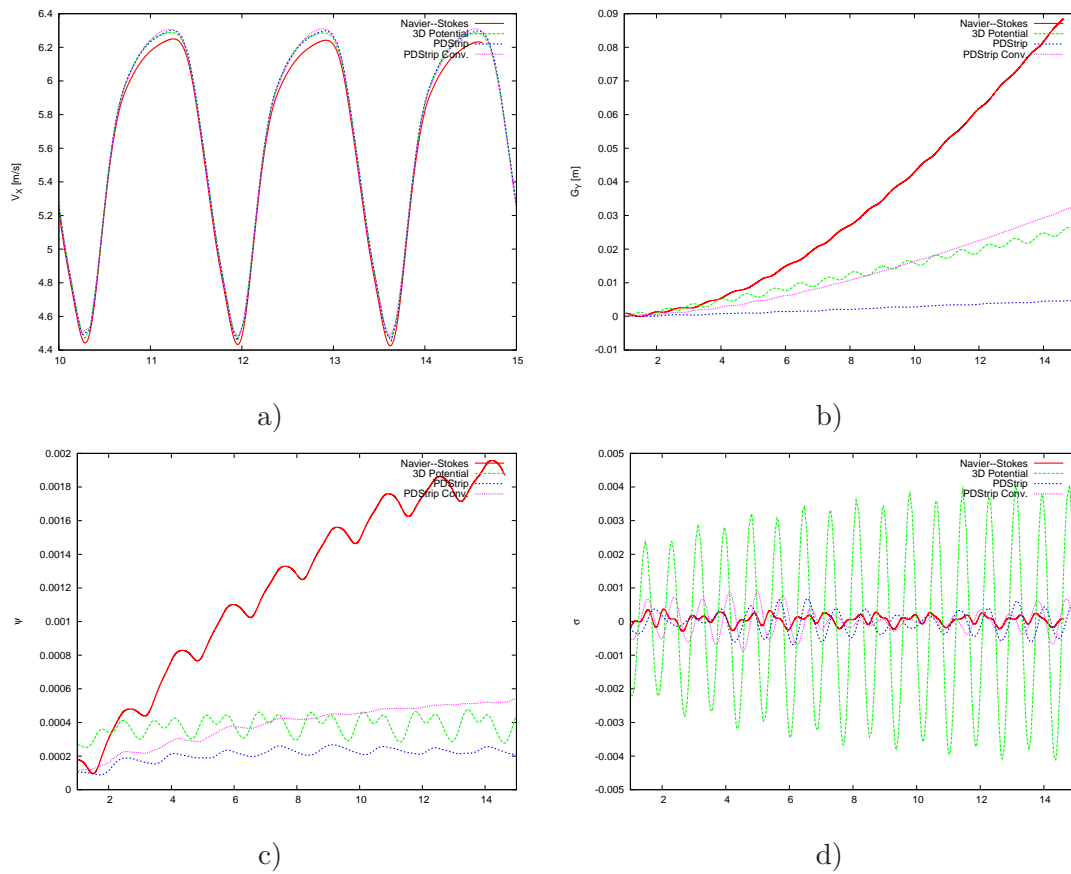 6.4
6.2
6
5.8
5.6
5.4
5.2
5
4.8
4.6
4.4
V_X [m/s]
10 11 12 13 14 15
Navier--Stokes
3D Potential
PDStrip
PDStrip Conv.
a)
0.09
0.08
0.07
0.06
0.05
0.04
0.03
0.02
0.01
0
-0.01
G_Y [m]
2 4 6 8 10 12 14
Navier--Stokes
3D Potential
PDStrip
PDStrip Conv.
b)
0.002
0.0018
0.0016
0.0014
0.0012
0.001
0.0008
0.0006
0.0004
0.0002
0
ψ
2 4 6 8 10 12 14
Navier--Stokes
3D Potential
PDStrip
PDStrip Conv.
c)
0.005
0.004
0.003
0.002
0.001
0
-0.001
-0.002
-0.003
-0.004
-0.005
σ
2 4 6 8 10 12 14
Navier--Stokes
3D Potential
PDStrip
PDStrip Conv.
d)